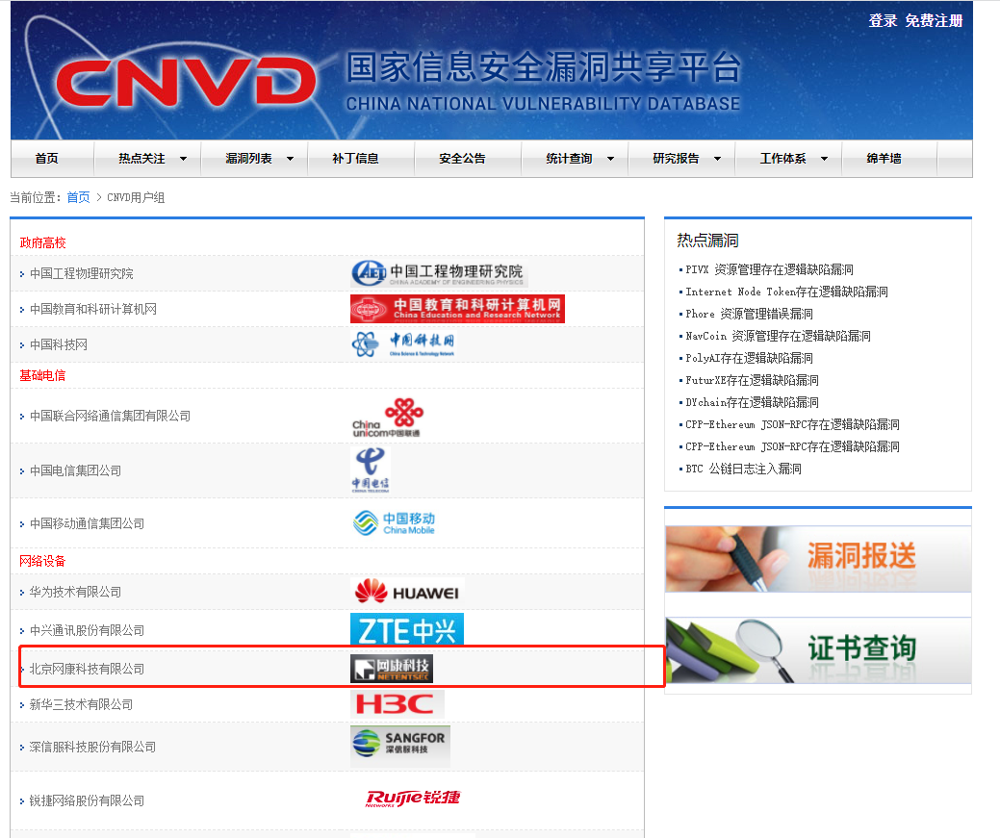 登录 免费注册
CNVD
国家信息安全漏洞共享平台
CHINA NATIONAL VULNERABILITY DATABASE
首页 热点关注 漏洞列表 补丁信息 安全公告 统计查询 研究报告 工作体系 绵羊墙
当前位置: 首页 > CNVD用户组
政府高校
中国工程物理研究院
AEP 中国工程物理研究院
CHINA ACADEMY OF ENGINEERING PHYSICS
中国教育和科研计算机网
中国教育和科研计算机网
China Education and Research Network
中国科技网
中国科技网
China Science & Technology Network
基础电信
中国联合网络通信集团有限公司
China
unicom中国联通
中国电信集团公司
中国电信
CHINA TELECOM
中国移动通信集团公司
中国移动
China Mobile
网络设备
华为技术有限公司
HUAWEI
中兴通讯股份有限公司
ZTE中兴
北京网康科技有限公司
网康科技
NETENTSEC
新华三技术有限公司
H3C
深信服科技股份有限公司
SANGFOR
深信服科技
锐捷网络股份有限公司
Ruijie锐捷
Networks
热点漏洞
PIVX 资源管理存在逻辑缺陷漏洞
Internet Node Token存在逻辑缺陷漏洞
Phore 资源管理错误漏洞
NavCoin 资源管理存在逻辑缺陷漏洞
PolyAI存在逻辑缺陷漏洞
FuturXE存在逻辑缺陷漏洞
DYchain存在逻辑缺陷漏洞
CPP-Ethereum JSON-RPC存在逻辑缺陷漏洞
CPP-Ethereum JSON-RPC存在逻辑缺陷漏洞
BTC 公链日志注入漏洞
漏洞报送
证书查询